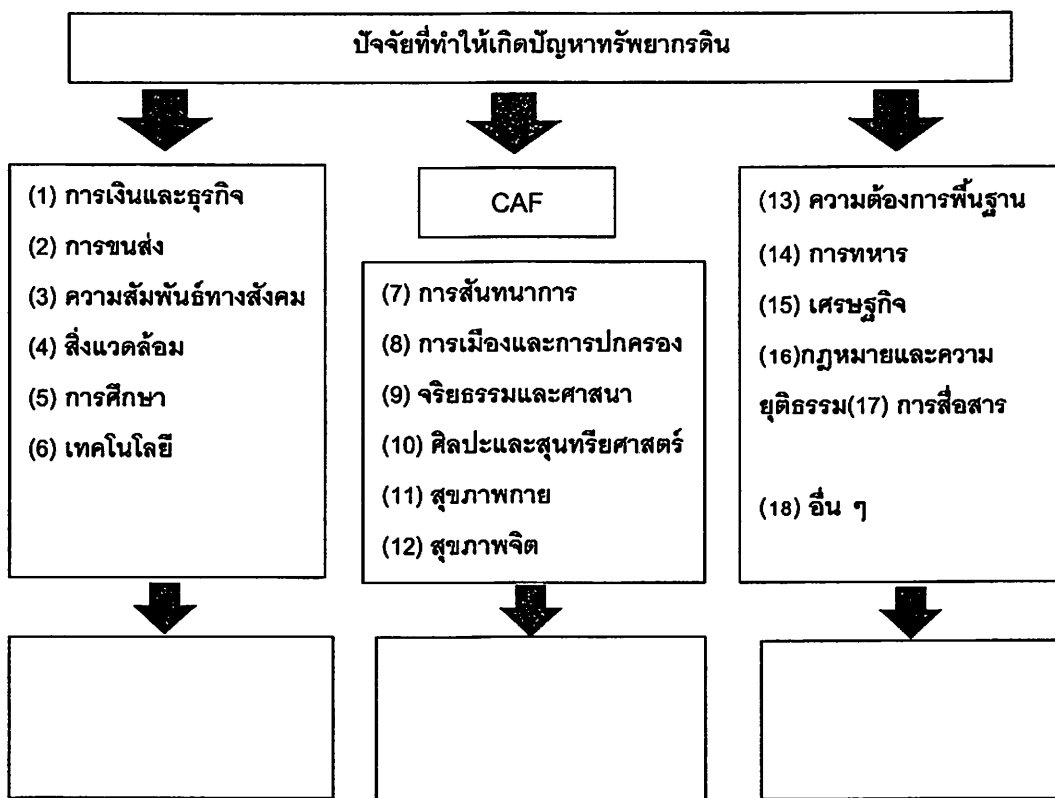 ปัจจัยที่ทำให้เกิดปัญหาทรัพยากรดิน
(1) การเงินและธุรกิจ
(2) การขนส่ง
(3) ความสัมพันธ์ทางสังคม
(4) สิ่งแวดล้อม
(5) การศึกษา
(6) เทคโนโลยี
CAF
(7) การสันทนาการ
(8) การเมืองและการปกครอง
(9) จริยธรรมและศาสนา
(10) ศิลปะและสุนทรียศาสตร์
(11) สุขภาพกาย
(12) สุขภาพจิต
(13) ความต้องการพื้นฐาน
(14) การทหาร
(15) เศรษฐกิจ
(16)กฎหมายและความ
ยุติธรรม(17) การสื่อสาร
(18) อื่น ๆ